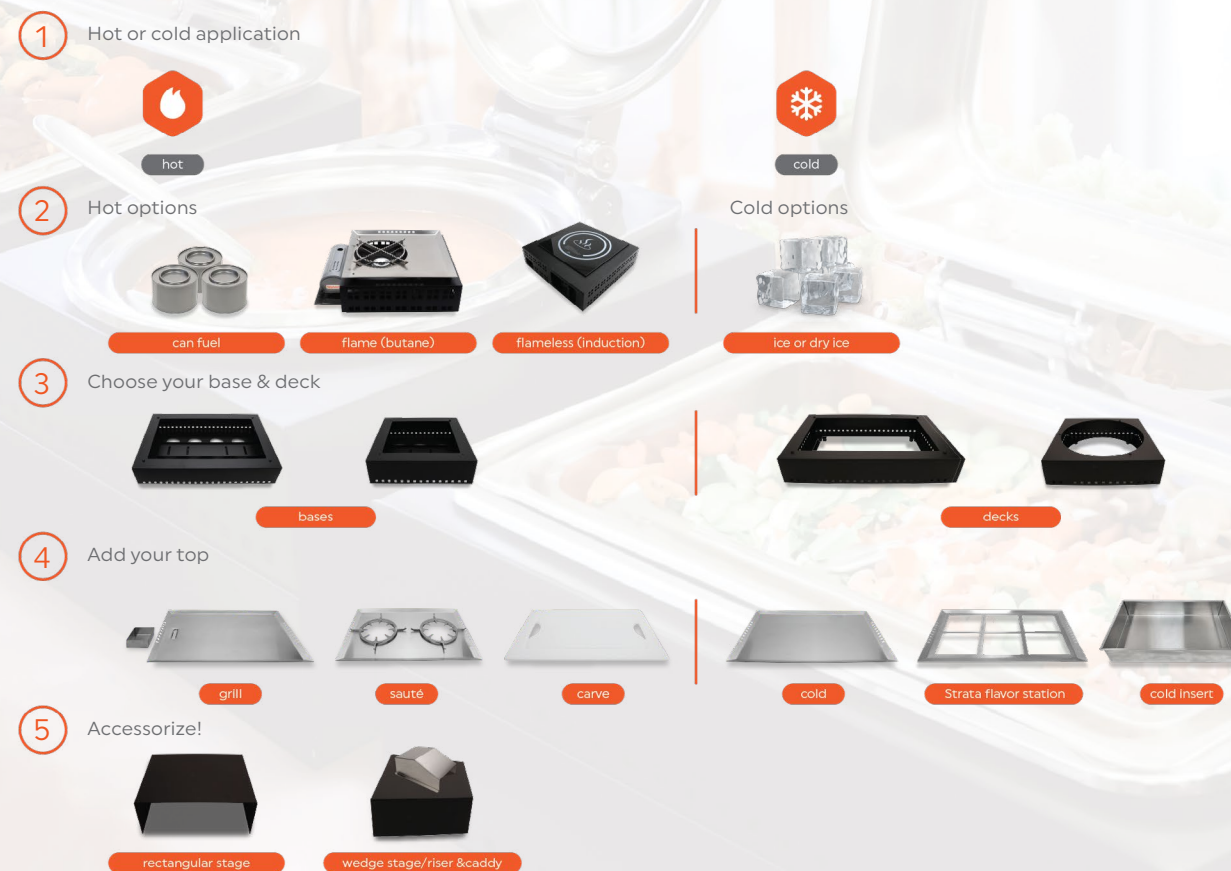 1 Hot or cold application
hot
cold
2 Hot options
Cold options
can fuel
flame (butane)
flameless (induction)
ice or dry ice
3 Choose your base & deck
bases
decks
4 Add your top
grill
sauté
carve
cold
Strata flavor station
cold insert
5 Accessorize!
rectangular stage
wedge stage/riser &caddy